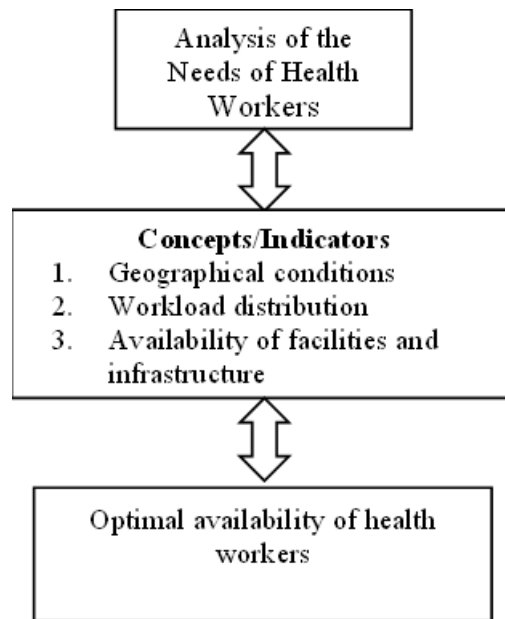 Analysis of the
Needs of Health
Workers
Concepts/Indicators
1. Geographical conditions
2. Workload distribution
3. Availability of facilities and
infrastructure
Optimal availability of health
workers